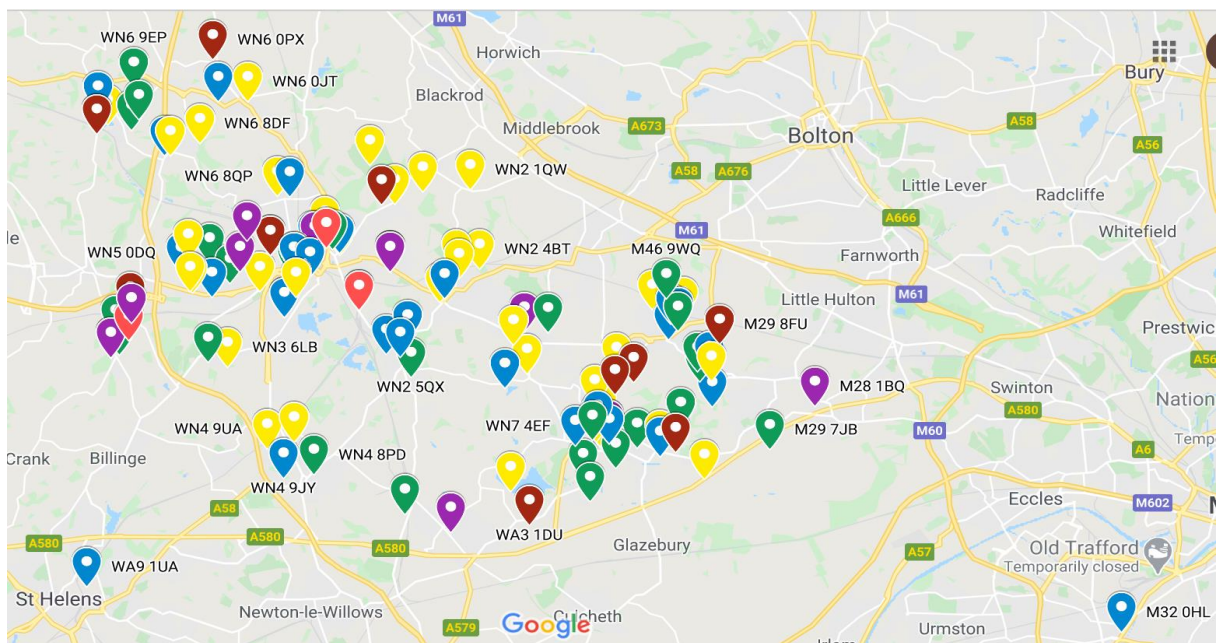 M61
Horwich
WN6 9EP
WN6 0PX
Bury
WN6 0JT
Blackrod
Middlebrook
A673
A58
Bolton
A56
WN6 8DF
WN6 8QP
WN2 1QW
A58
A676
Little Lever
Radcliffe
A666
Whitefield
M61
WN5 0DQ
WN2 4BT
M46 9WQ
Farnworth
M61
Little Hulton
M29 8FU
Prestwic
WN3 6LB
A56
WN2 5QX
M28 1BQ
Swinton
Nation
A580
WN4 9UA
WN7 4EF
M29 7JB
M60
Temp
A6
Crank
Billinge
WN4 8PD
WN4 9JY
Eccles
M602
M
A58
WA3 1DU
A580
A580
A580
Glazebury
A57
Old Trafford
Temporarily closed
WA9 1UA
St Helens
Newton-le-Willows
A579
Google
Culcheth
M32 0HL
Urmston